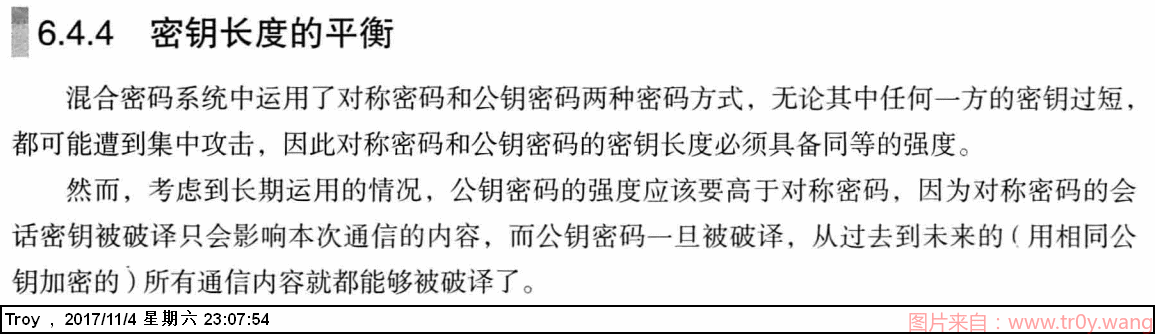 6.4.4 密钥长度的平衡
混合密码系统中运用了对称密码和公钥密码两种密码方式，无论其中任何一方的密钥过短，
都可能遭到集中攻击，因此对称密码和公钥密码的密钥长度必须具备同等的强度。
然而，考虑到长期运用的情况，公钥密码的强度应该要高于对称密码，因为对称密码的会
话密钥被破译只会影响本次通信的内容，而公钥密码一旦被破译，从过去到未来的（用相同公
钥加密的）所有通信内容就都能够被破译了。
Troy , 2017/11/4 星期六 23:07:54
图片来自：www.tr0y.wang